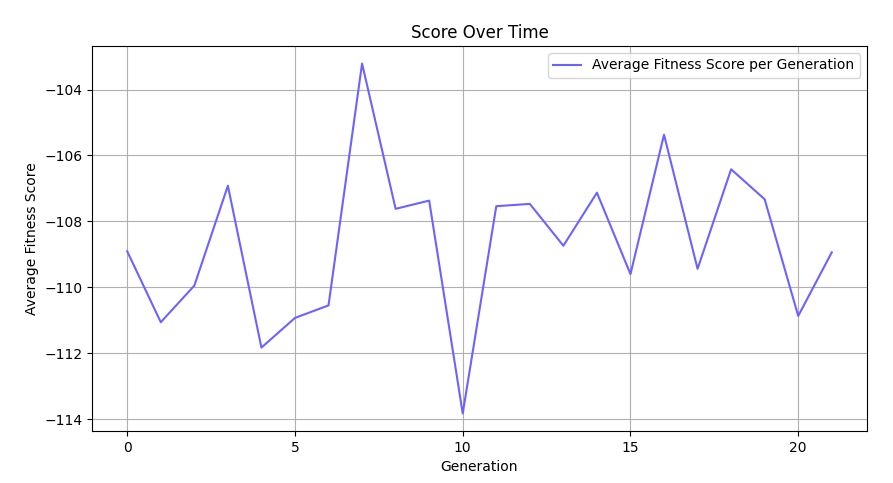 Score Over Time
Average Fitness Score per Generation
Average Fitness Score
−104
−106
−108
−110
−112
−114
0
5
10
15
20
Generation